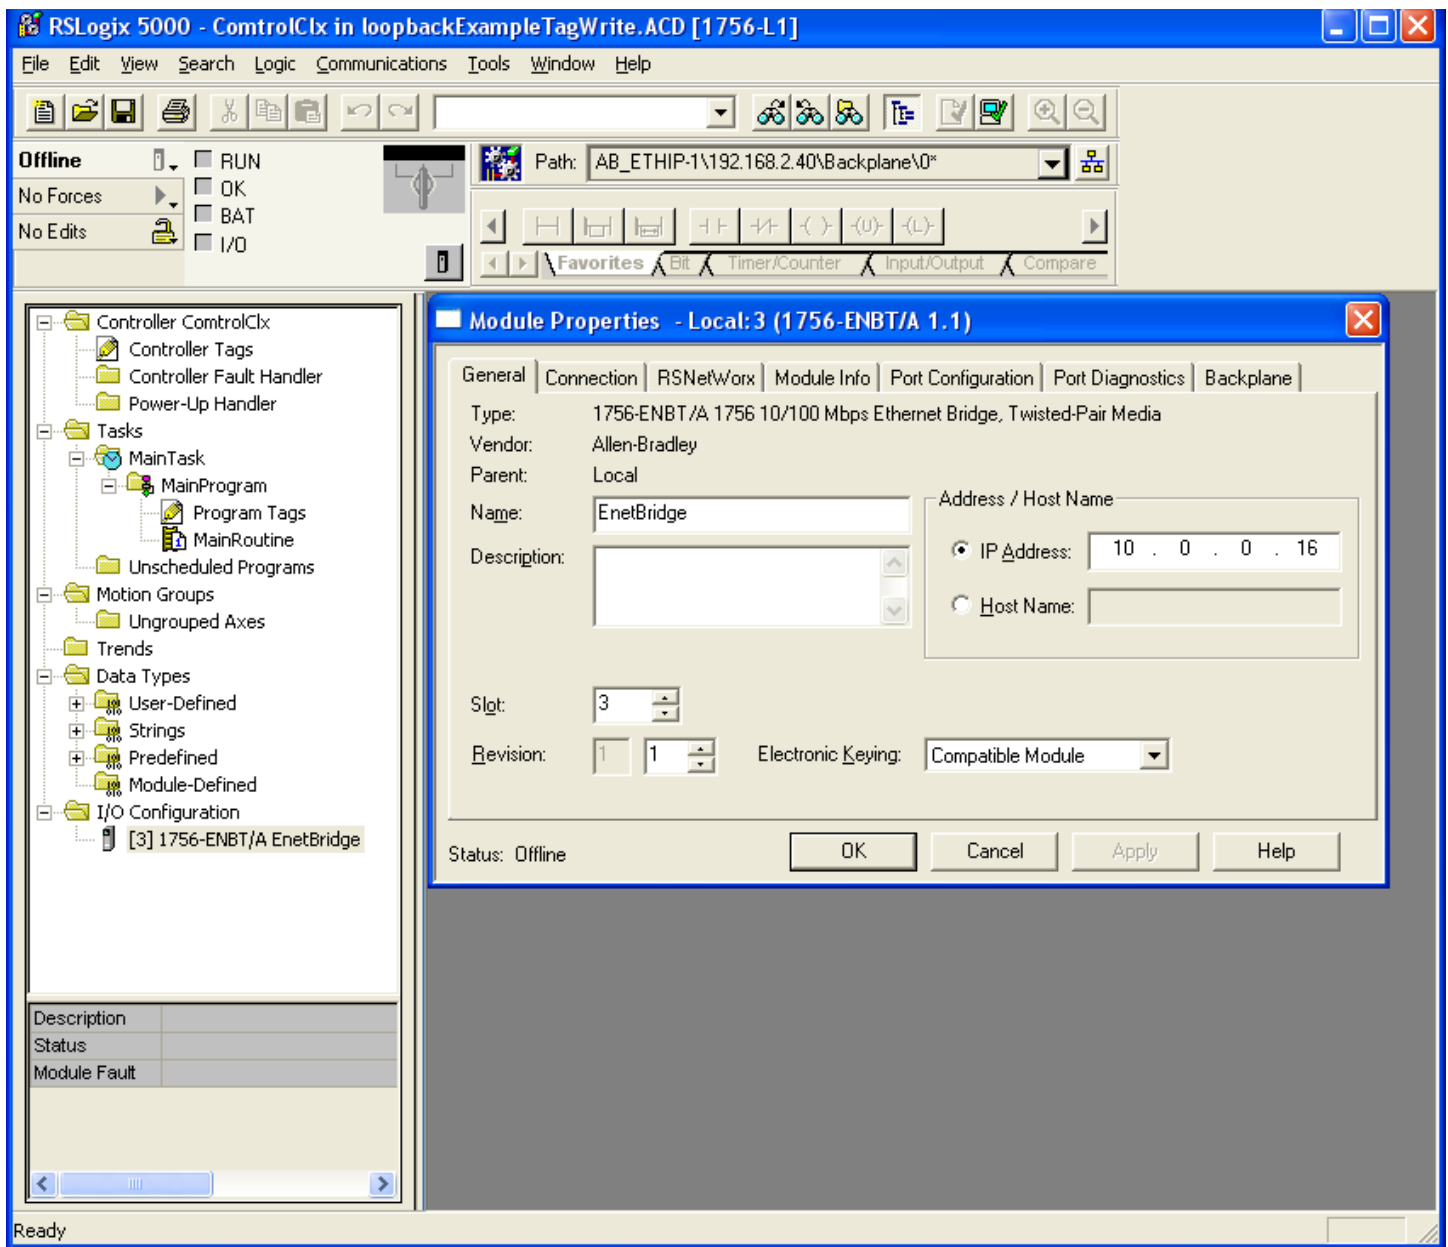 RSLogix 5000 - ComtrolClx in loopbackExampleTagWrite.ACD [1756-L1]
File Edit View Search Logic Communications Tools Window Help
Offline
RUN
Path: AB_ETHIP-1\192.168.2.40\Backplane\0*
No Forces
OK
BAT
No Edits
I/O
Favorites Bit Timer/Counter Input/Output Compare
Controller ComtrolClx
Controller Tags
Controller Fault Handler
Power-Up Handler
Tasks
MainTask
MainProgram
Program Tags
MainRoutine
Unscheduled Programs
Motion Groups
Ungrouped Axes
Trends
Data Types
User-Defined
Strings
Predefined
Module-Defined
I/O Configuration
[3] 1756-ENBT/A EnetBridge
Description
Status
Module Fault
Module Properties - Local:3 (1756-ENBT/A 1.1)
General Connection RSNetWorx Module Info Port Configuration Port Diagnostics Backplane
Type: 1756-ENBT/A 1756 10/100 Mbps Ethernet Bridge, Twisted-Pair Media
Vendor: Allen-Bradley
Parent: Local
Name: EnetBridge
Description:
Address / Host Name
IP Address: 10 . 0 . 0 . 16
Host Name:
Slot: 3
Revision: 1 1 Electronic Keying: Compatible Module
Status: Offline OK Cancel Apply Help
Ready